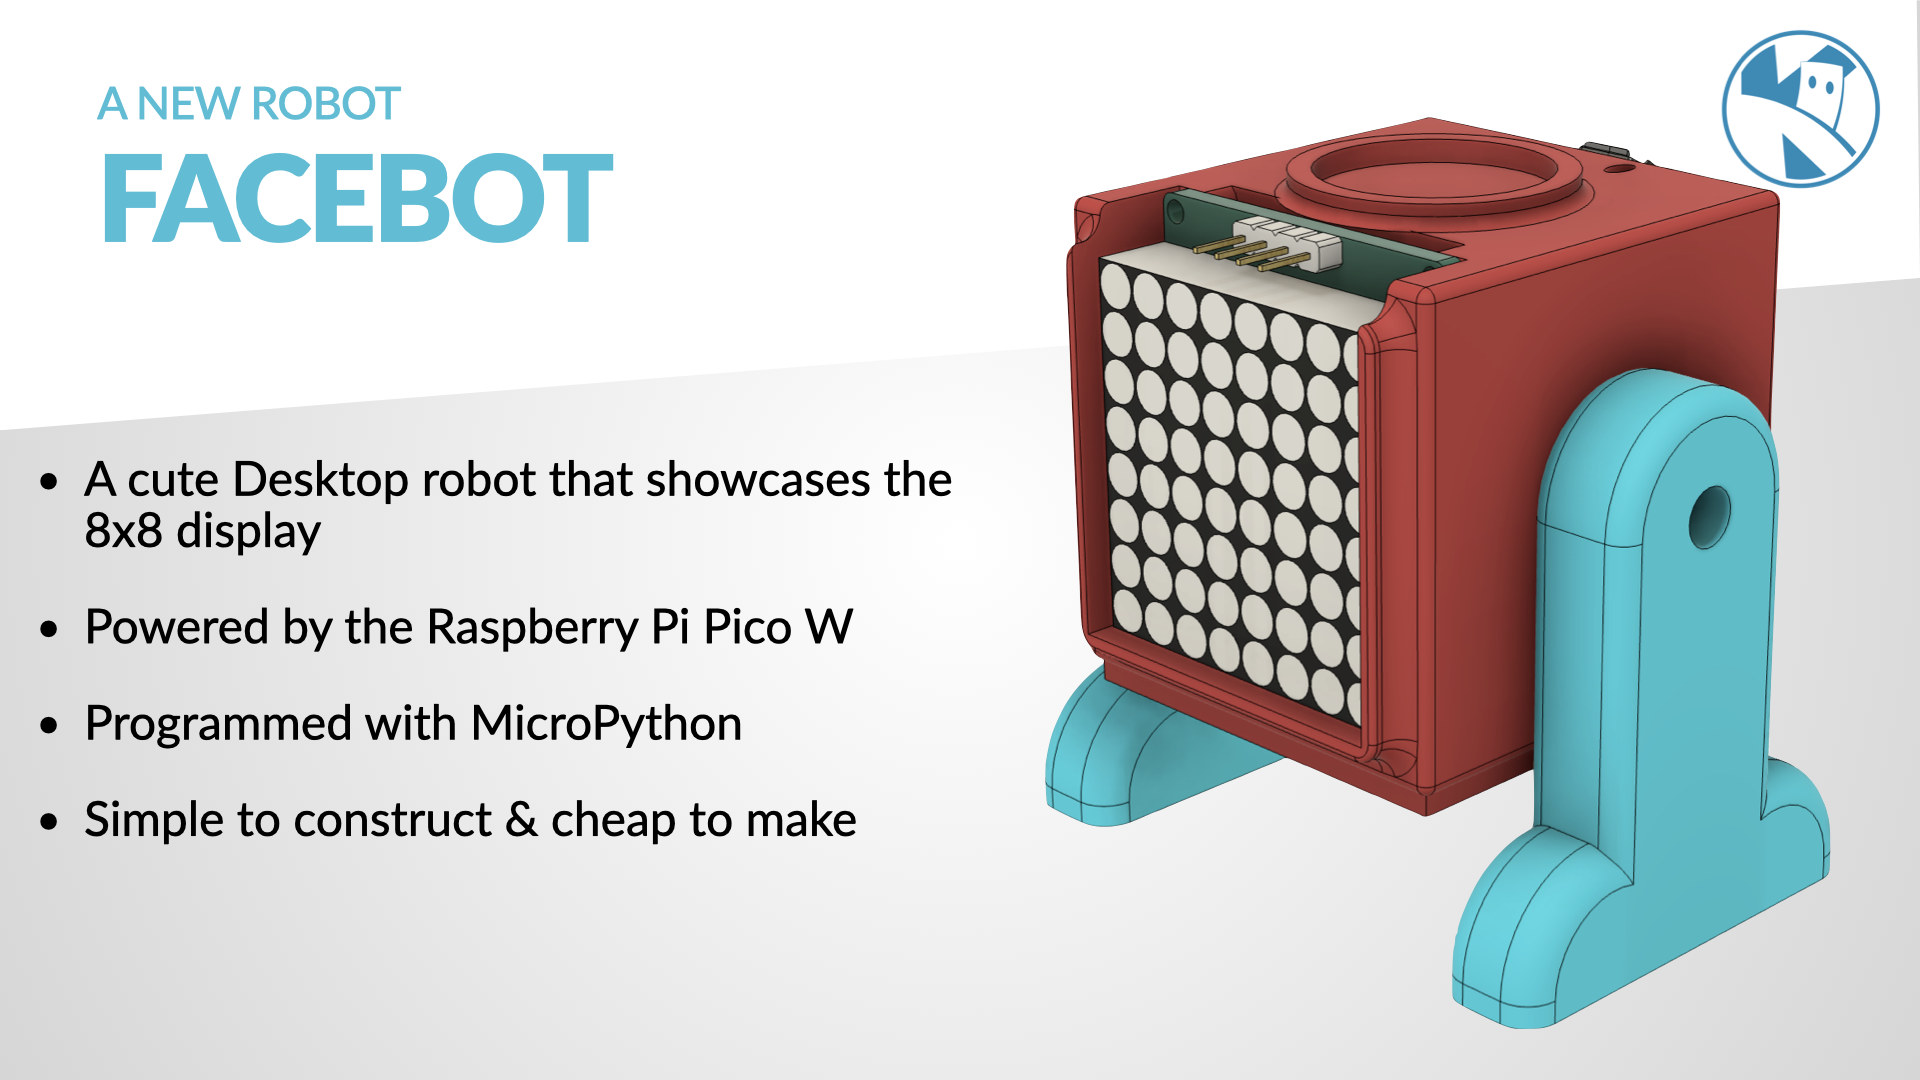 A NEW ROBOT
FACEBOT
• A cute Desktop robot that showcases the
8x8 display
• Powered by the Raspberry Pi Pico W
• Programmed with MicroPython
• Simple to construct & cheap to make